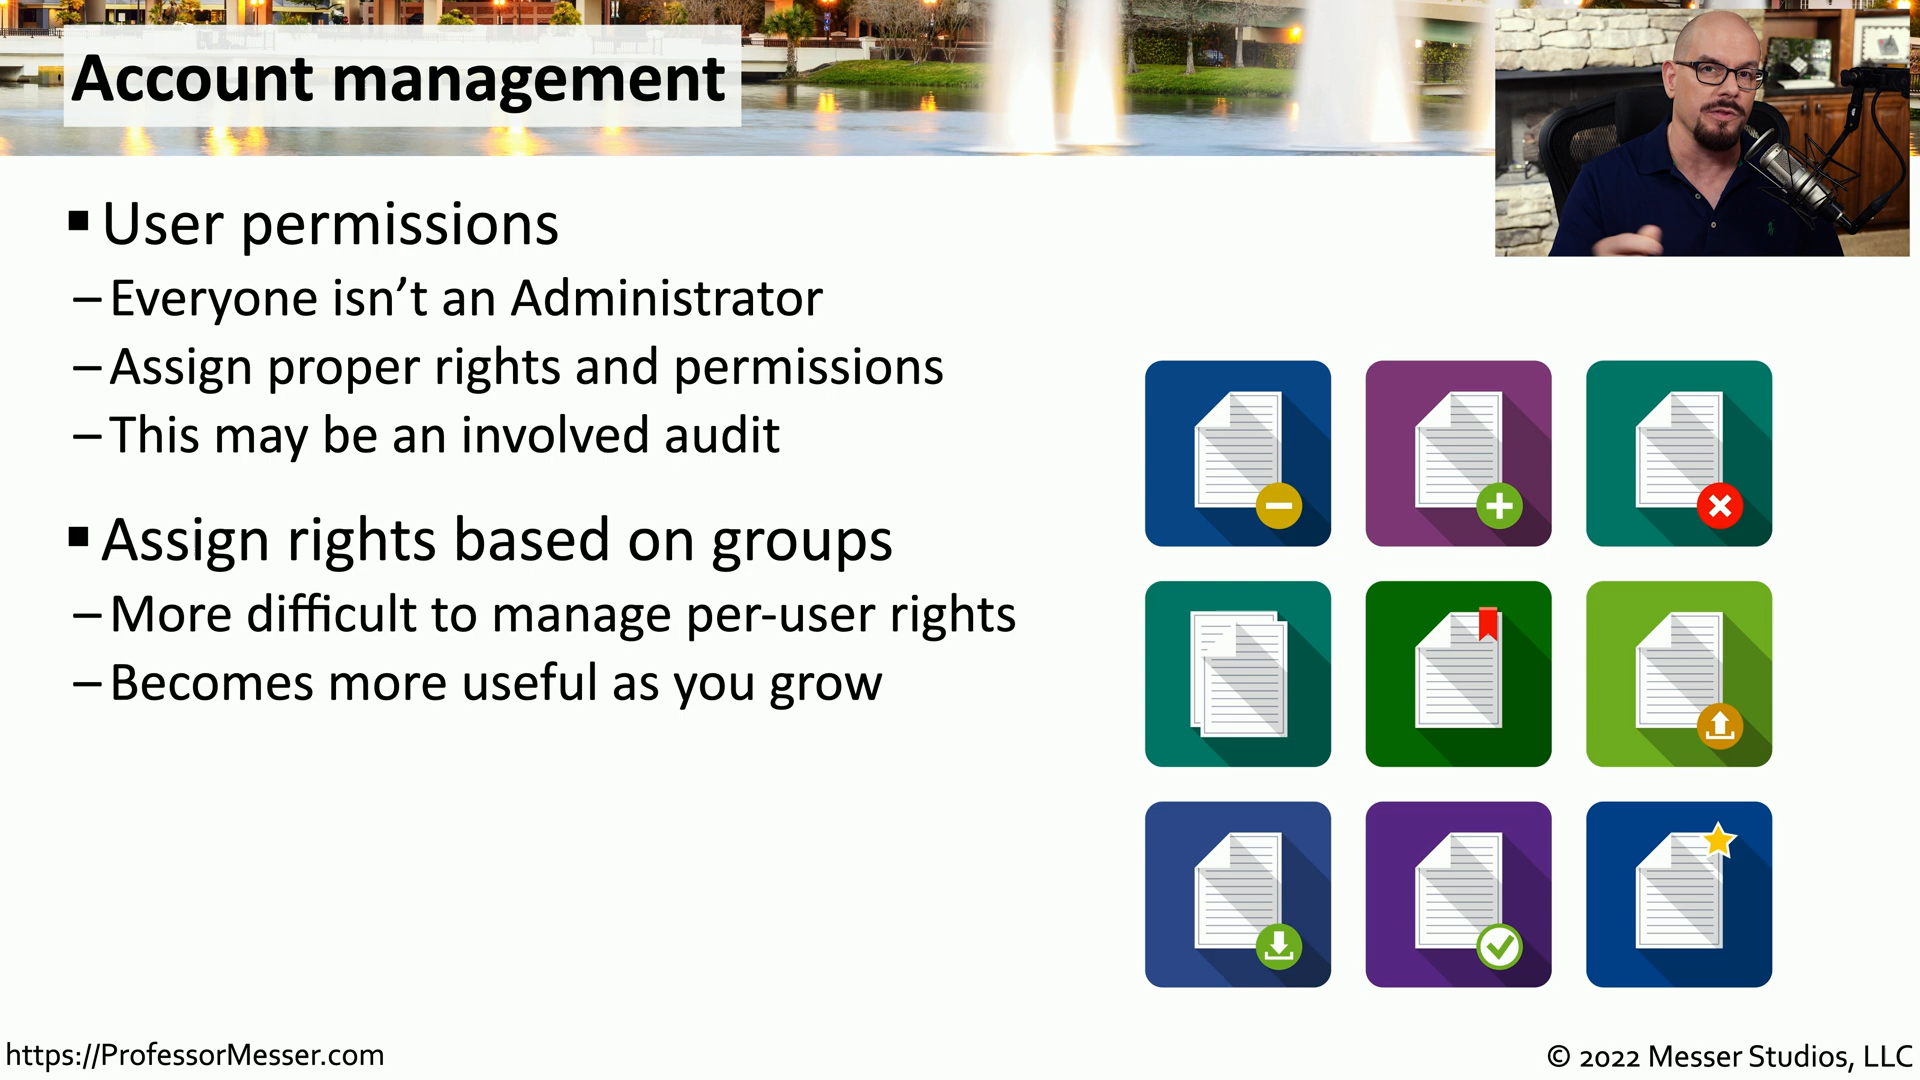 Account management
User permissions
– Everyone isn’t an Administrator
– Assign proper rights and permissions
– This may be an involved audit
Assign rights based on groups
– More difficult to manage per-user rights
– Becomes more useful as you grow
https://ProfessorMesser.com
© 2022 Messer Studios, LLC